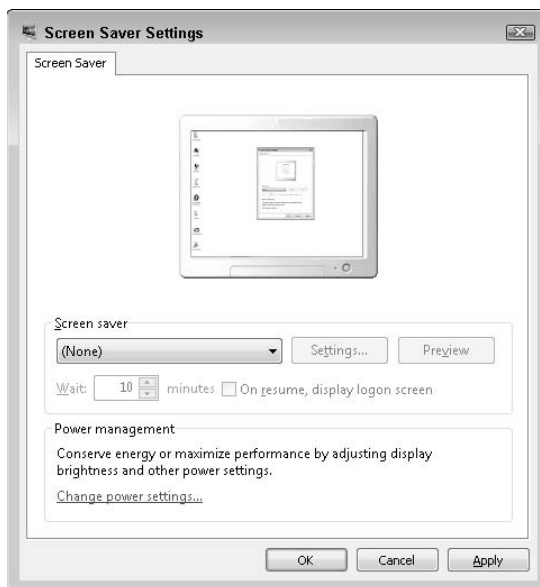 Screen Saver Settings
Screen Saver
Screen saver
(None)
Settings...
Preview
Wait: 10 minutes
On resume, display logon screen
Power management
Conserve energy or maximize performance by adjusting display
brightness and other power settings.
Change power settings...
OK
Cancel
Apply